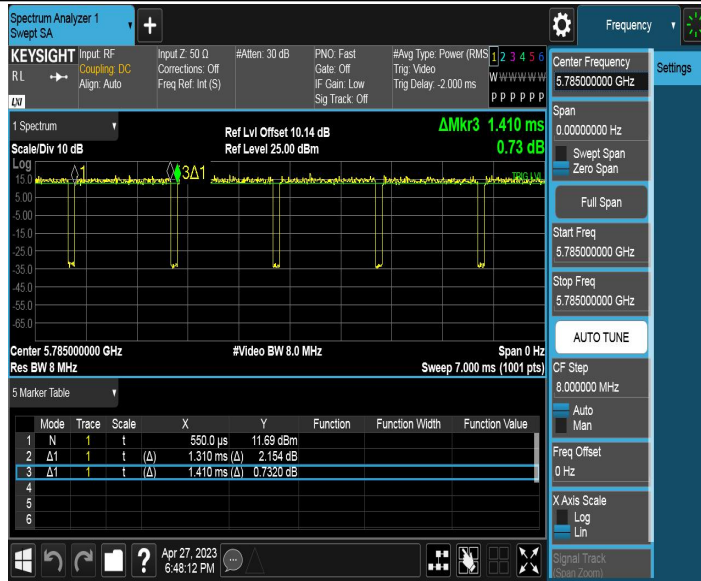 Spectrum Analyzer 1
Swept SA
+
Frequency
KEYSIGHT Input: RF Input Z: 50 Ω #Atten: 30 dB PNO: Fast #Avg Type: Power (RMS 1 2 3 4 5 6
RL Coupling: DC Corrections: Off Gate: Off Trig: Video W W W W W W
Align: Auto Freq Ref: Int (S) IF Gain: Low Trig Delay: -2.000 ms
Sig Track: Off P P P P P P
LXI
1 Spectrum
Scale/Div 10 dB
Ref Lvl Offset 10.14 dB
Ref Level 25.00 dBm
ΔMkr3 1.410 ms
0.73 dB
Log
15.0
5.00
-5.00
-15.0
-25.0
-35.0
-45.0
-55.0
-65.0
1
3Δ1
TRIG LVL
Center 5.785000000 GHz #Video BW 8.0 MHz Span 0 Hz
Res BW 8 MHz Sweep 7.000 ms (1001 pts)
5 Marker Table
Mode Trace Scale X Y Function Function Width Function Value
1 N 1 t 550.0 µs 11.69 dBm
2 Δ1 1 t (Δ) 1.310 ms (Δ) 2.154 dB
3 Δ1 1 t (Δ) 1.410 ms (Δ) 0.7320 dB
4
5
6
?
Apr 27, 2023
6:48:12 PM
Center Frequency
5.785000000 GHz
Settings
Span
0.00000000 Hz
Swept Span
Zero Span
Full Span
Start Freq
5.785000000 GHz
Stop Freq
5.785000000 GHz
AUTO TUNE
CF Step
8.000000 MHz
Auto
Man
Freq Offset
0 Hz
X Axis Scale
Log
Lin
Signal Track
(Span Zoom)